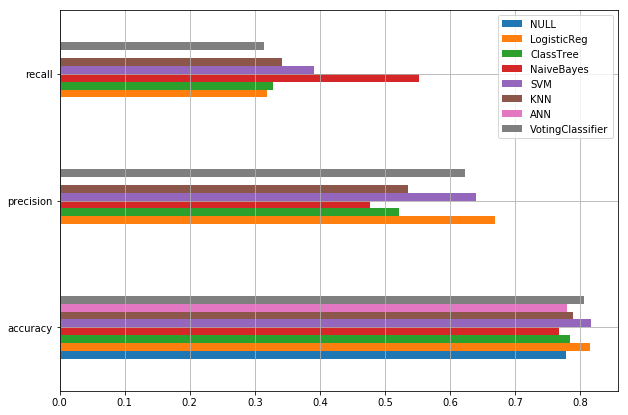 NULL
LogisticReg
ClassTree
NaiveBayes
SVM
KNN
ANN
VotingClassifier
recall
precision
accuracy
0.0 0.1 0.2 0.3 0.4 0.5 0.6 0.7 0.8